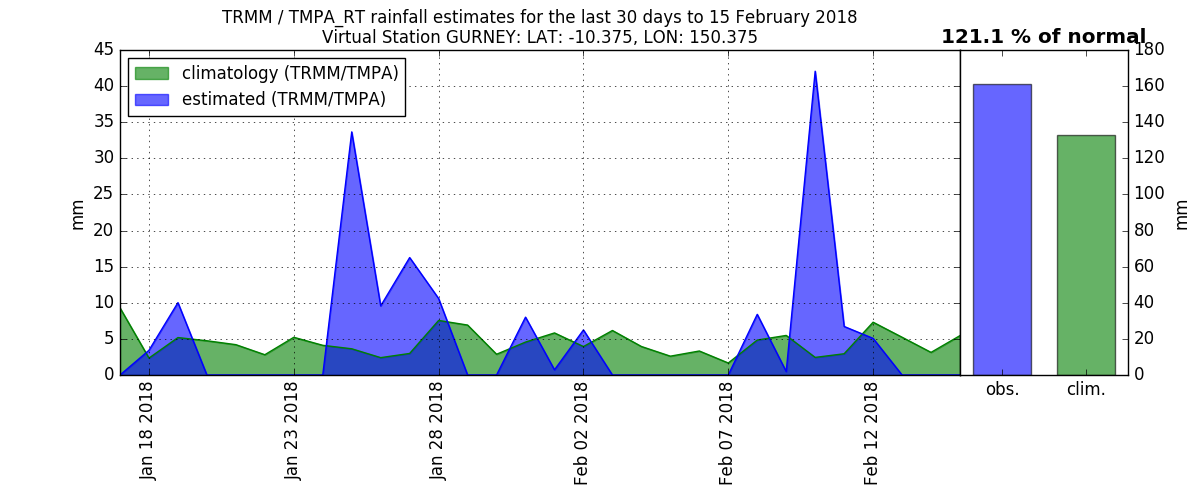 TRMM / TMPA_RT rainfall estimates for the last 30 days to 15 February 2018
Virtual Station GURNEY: LAT: -10.375, LON: 150.375
121.1 % of normal
climatology (TRMM/TMPA)
estimated (TRMM/TMPA)
mm
45
40
35
30
25
20
15
10
5
0
Jan 18 2018
Jan 23 2018
Jan 28 2018
Feb 02 2018
Feb 07 2018
Feb 12 2018
obs.
clim.
180
160
140
120
100
80
60
40
20
0
mm